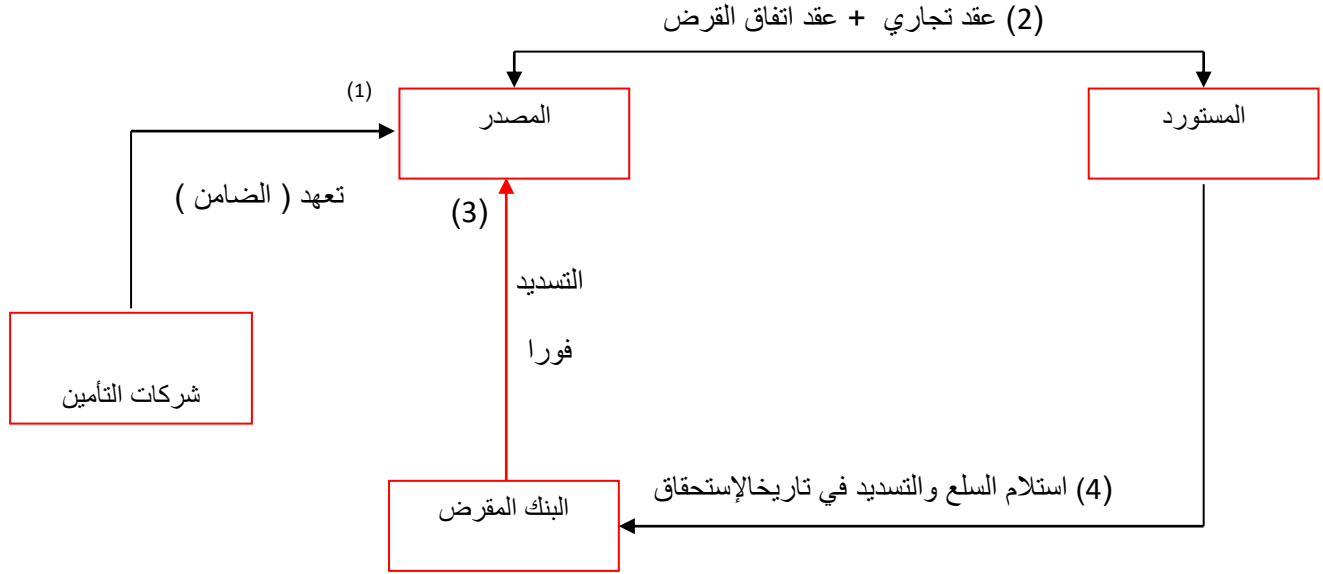 (2) عقد تجاري + عقد اتفاق القرض
(1)
المصدر
المستورد
تعهد ( الضامن )
(3)
التسديد
فورا
شركات التأمين
(4) استلام السلع والتسديد في تاريخالإستحقاق
البنك المقرض